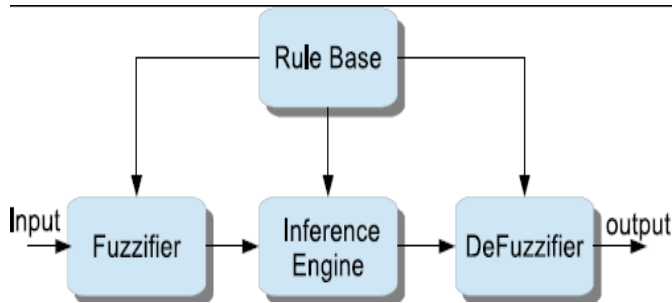 Rule Base
Input
Fuzzifier
Inference
Engine
DeFuzzifier
output